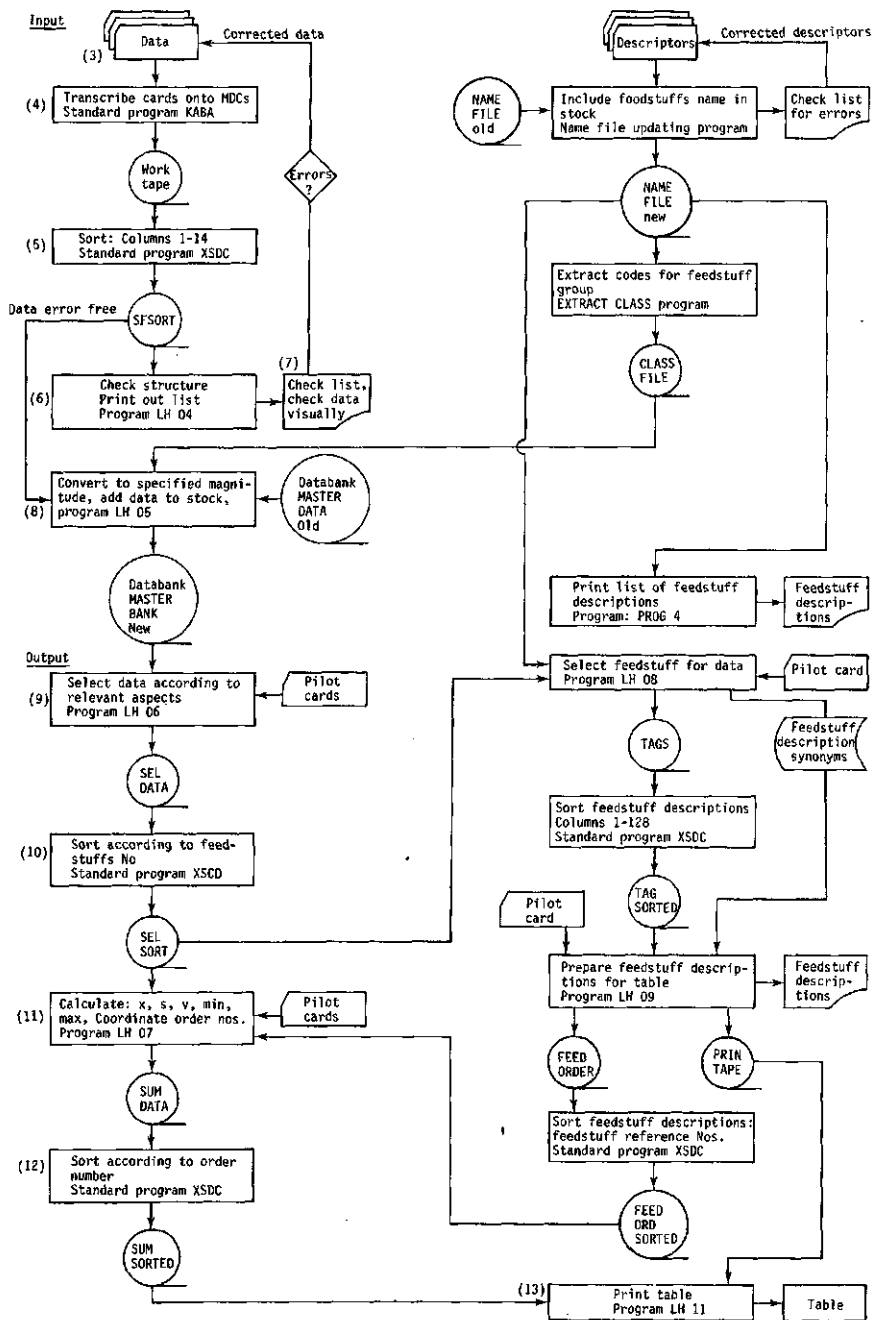 Input
Data
Corrected data
(3)
(4)
Transcribe cards onto MDCs
Standard program KABA
Work
tape
Errors
?
(5)
Sort: Columns 1-14
Standard program XSDC
Data error free
SFSORT
(6)
Check structure
Print out list
Program LH 04
(7)
Check list,
check data
visually
(8)
Convert to specified magni-
tude, add data to stock,
program LH 05
Databank
MASTER
DATA
Old
Databank
MASTER
BANK
New
Output
(9)
Select data according to
relevant aspects
Program LH 06
Pilot
cards
SEL
DATA
(10)
Sort according to feed-
stuffs No
Standard program XSCD
SEL
SORT
(11)
Calculate: x, s, v, min,
max, Coordinate order nos.
Program LH 07
Pilot
cards
SUM
DATA
(12)
Sort according to order
number
Standard program XSDC
SUM
SORTED
Descriptors
Corrected descriptors
NAME
FILE
old
Include foodstuffs name in
stock
Name file updating program
Check list
for errors
NAME
FILE
new
Extract codes for feedstuff
group
EXTRACT CLASS program
CLASS
FILE
Print list of feedstuff
descriptions
Program: PROG 4
Feedstuff
descrip-
tions
Select feedstuff for data
Program LH 08
Pilot card
TAGS
Feedstuff
description
synonyms
Sort feedstuff descriptions
Columns 1-128
Standard program XSDC
TAG
SORTED
Pilot
card
Prepare feedstuff descrip-
tions for table
Program LH 09
Feedstuff
descrip-
tions
FEED
ORDER
PRIN
TAPE
Sort feedstuff descriptions:
feedstuff reference Nos.
Standard program XSDC
FEED
ORD
SORTED
(13)
Print table
Program LH 11
Table